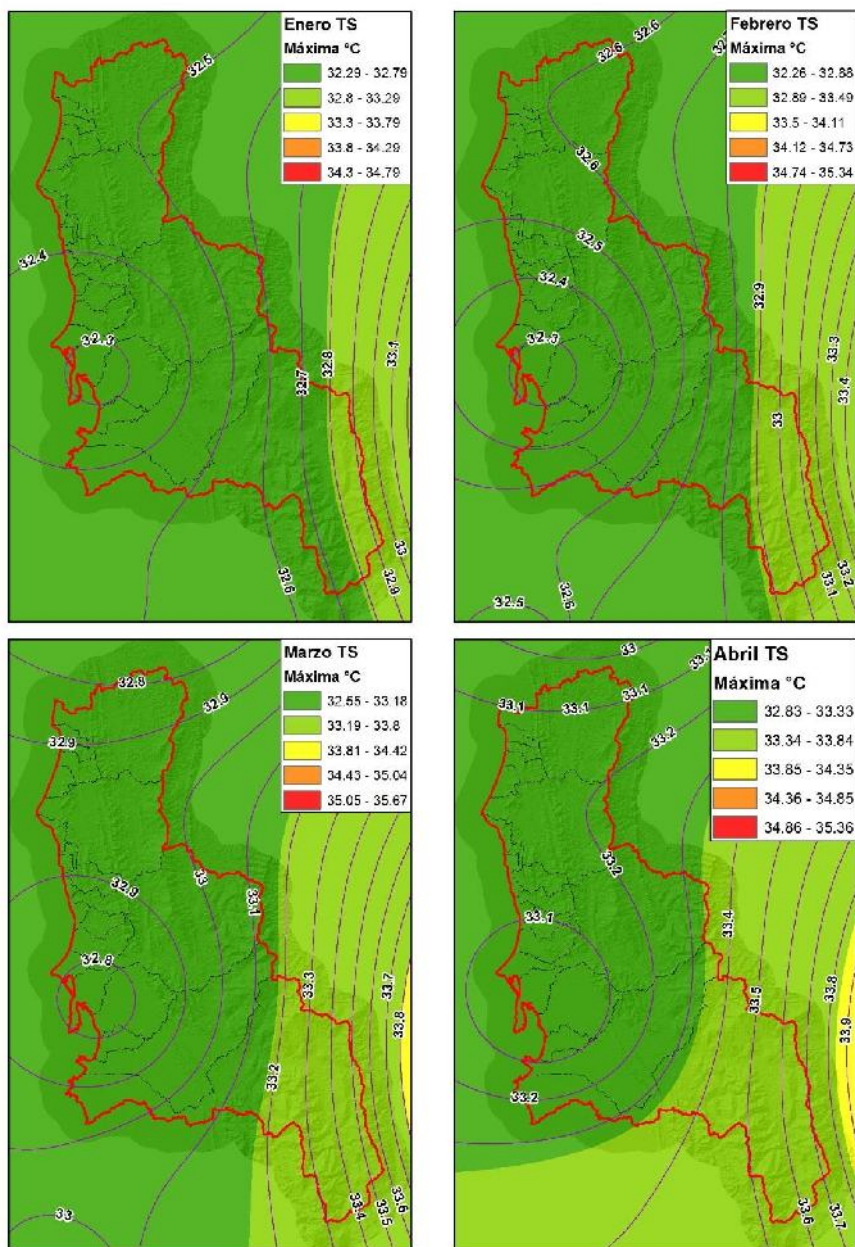 Enero TS
Máxima °C
32.29 - 32.79
32.8 - 33.29
33.3 - 33.79
33.8 - 34.29
34.3 - 34.79
32.5
32.4
32.3
32.7
32.8
33.1
33
32.6
32.9
Febrero TS
Máxima °C
32.26 - 32.88
32.89 - 33.49
33.5 - 34.11
34.12 - 34.73
34.74 - 35.34
32.6
32.6
32.6
32.5
32.4
32.3
32.9
33.3
33.4
33
32.5
32.6
33.1
33.2
Marzo TS
Máxima °C
32.55 - 33.18
33.19 - 33.8
33.81 - 34.42
34.43 - 35.04
35.05 - 35.67
32.8
32.9
32.9
32.9
33
33.1
32.8
33.3
33.7
33.8
33.2
33
33.4
33.5
33.6
Abril TS
Máxima °C
32.83 - 33.33
33.34 - 33.84
33.85 - 34.35
34.36 - 34.85
34.86 - 35.36
33
33.1
33.1
33.1
33.1
33.2
33.2
33.1
33.4
33.5
33.8
33.9
33.2
33.6
33.7